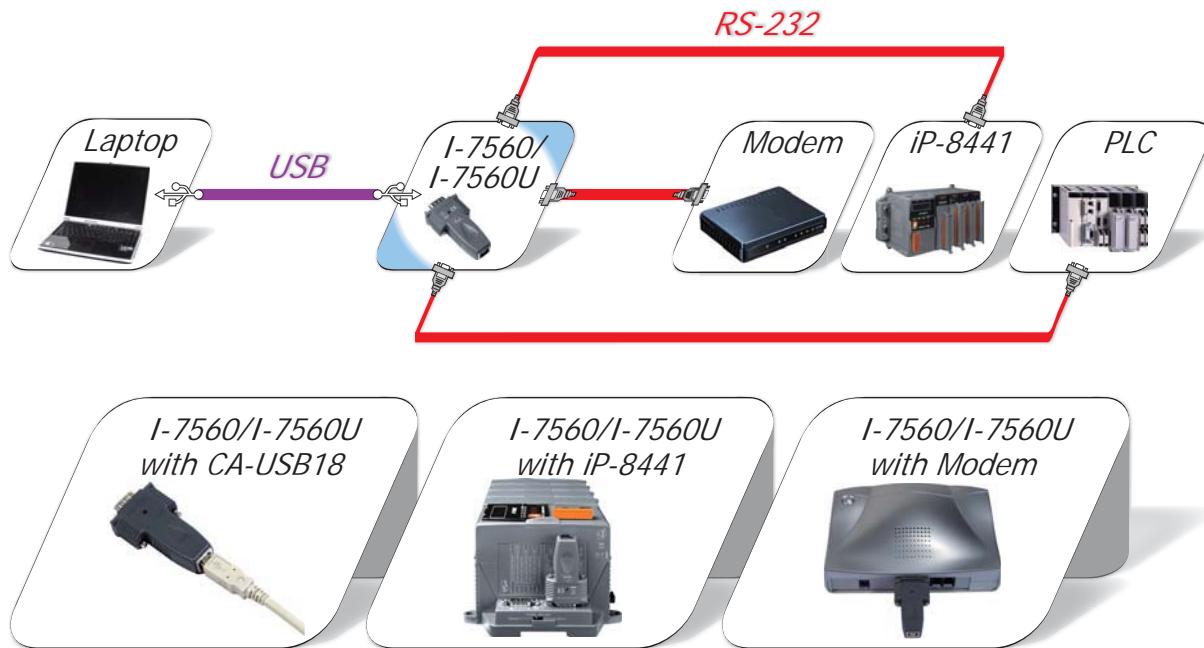 RS-232
Laptop
USB
I-7560/
I-7560U
Modem
iP-8441
PLC
I-7560/I-7560U
with CA-USB18
I-7560/I-7560U
with iP-8441
I-7560/I-7560U
with Modem